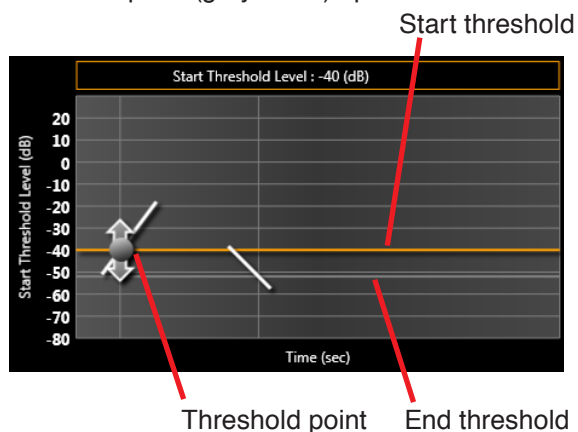 Start threshold
Start Threshold Level : -40 (dB)
Start Threshold Level (dB)
20
10
0
-10
-20
-30
-40
-50
-60
-70
-80
Time (sec)
Threshold point
End threshold